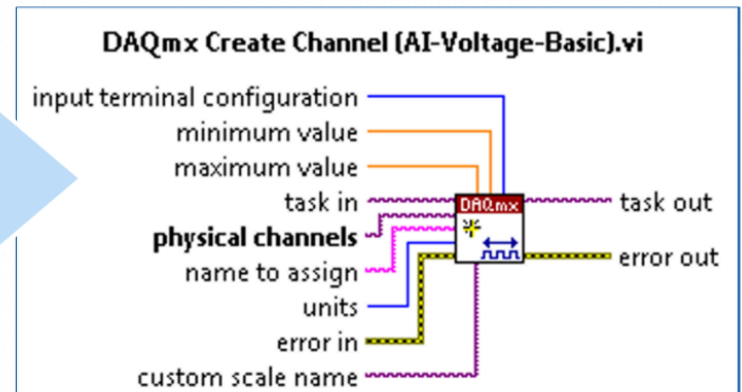 DAQmx Create Channel (AI-Voltage-Basic).vi
input terminal configuration
minimum value
maximum value
task in
DAQmx
task out
physical channels
name to assign
error out
units
error in
custom scale name